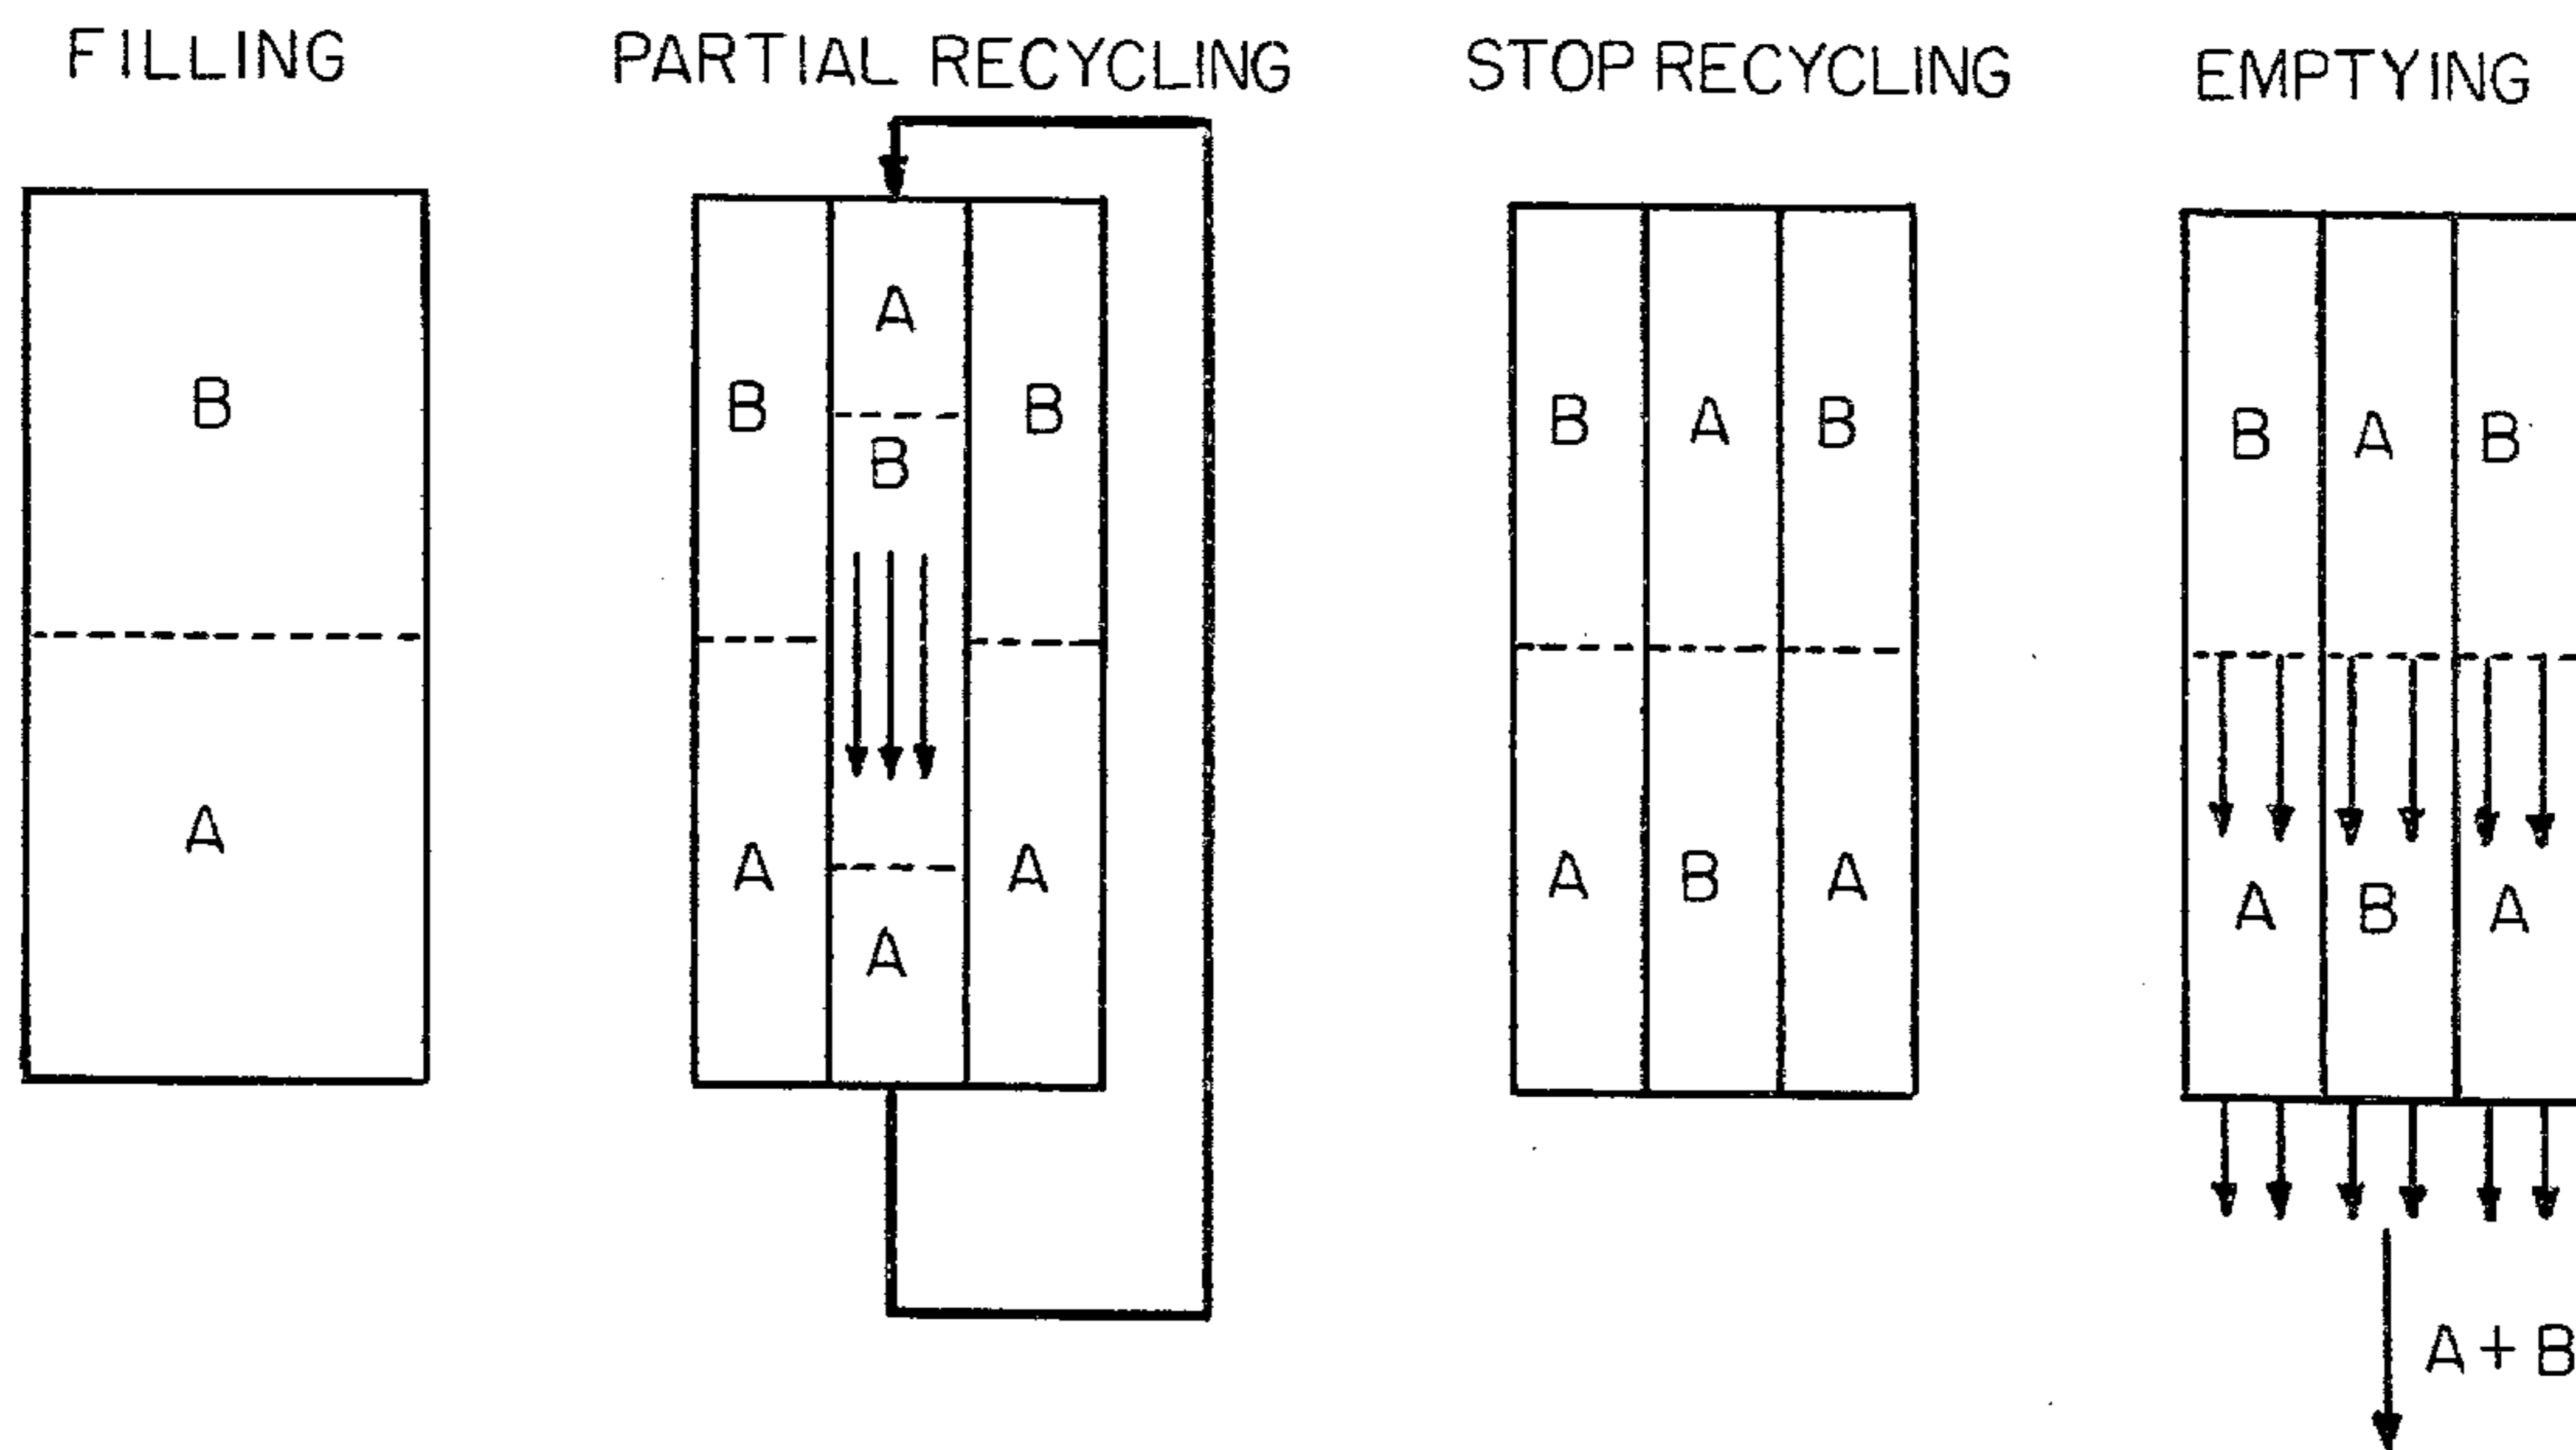 FILLING
B
A
PARTIAL RECYCLING
B A B
B
A A
A
STOP RECYCLING
B A B
A B A
EMPTYING
B A B
A B A
A + B